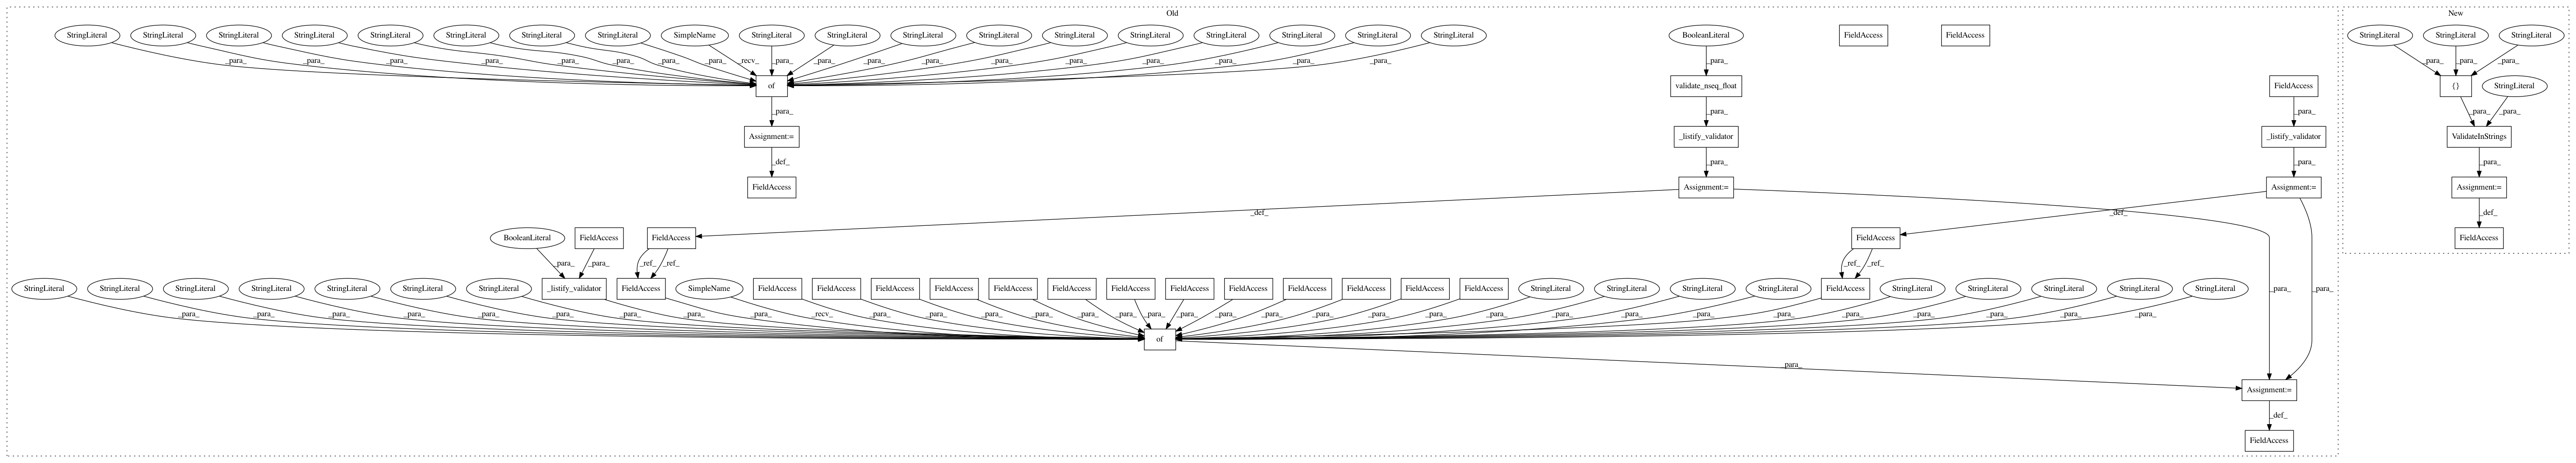 Old
New
StringLiteral StringLiteral StringLiteral StringLiteral StringLiteral StringLiteral StringLiteral StringLiteral SimpleName StringLiteral StringLiteral StringLiteral StringLiteral StringLiteral StringLiteral StringLiteral StringLiteral StringLiteral StringLiteral BooleanLiteral FieldAccess FieldAccess StringLiteral StringLiteral StringLiteral
_para_ _para_ _para_ _para_ _para_ _para_ _para_ _para_ _recv_ _para_ _para_ _para_ _para_ _para_ _para_ _para_ _para_ _para_ _para_ _para_ _para_ _para_ _para_
of validate_nseq_float FieldAccess { } StringLiteral
_para_ _para_ _para_ _para_ _para_
Assignment:= _listify_validator _listify_validator ValidateInStrings
_def_ _para_ _para_ _para_
FieldAccess Assignment:= Assignment:= Assignment:=
_def_ _def_ _def_
BooleanLiteral FieldAccess FieldAccess FieldAccess FieldAccess
_para_ _para_ _ref_ _ref_ _ref_ _ref_
StringLiteral StringLiteral StringLiteral StringLiteral StringLiteral StringLiteral StringLiteral _listify_validator FieldAccess SimpleName FieldAccess FieldAccess FieldAccess FieldAccess FieldAccess FieldAccess FieldAccess FieldAccess FieldAccess FieldAccess FieldAccess FieldAccess FieldAccess StringLiteral StringLiteral StringLiteral StringLiteral FieldAccess StringLiteral StringLiteral StringLiteral StringLiteral StringLiteral _para_ _para_
_para_ _para_ _para_ _para_ _para_ _para_ _para_ _para_ _para_ _recv_ _para_ _para_ _para_ _para_ _para_ _para_ _para_ _para_ _para_ _para_ _para_ _para_ _para_ _para_ _para_ _para_ _para_ _para_ _para_ _para_ _para_ _para_ _para_
of
_para_
Assignment:=
_def_
FieldAccess